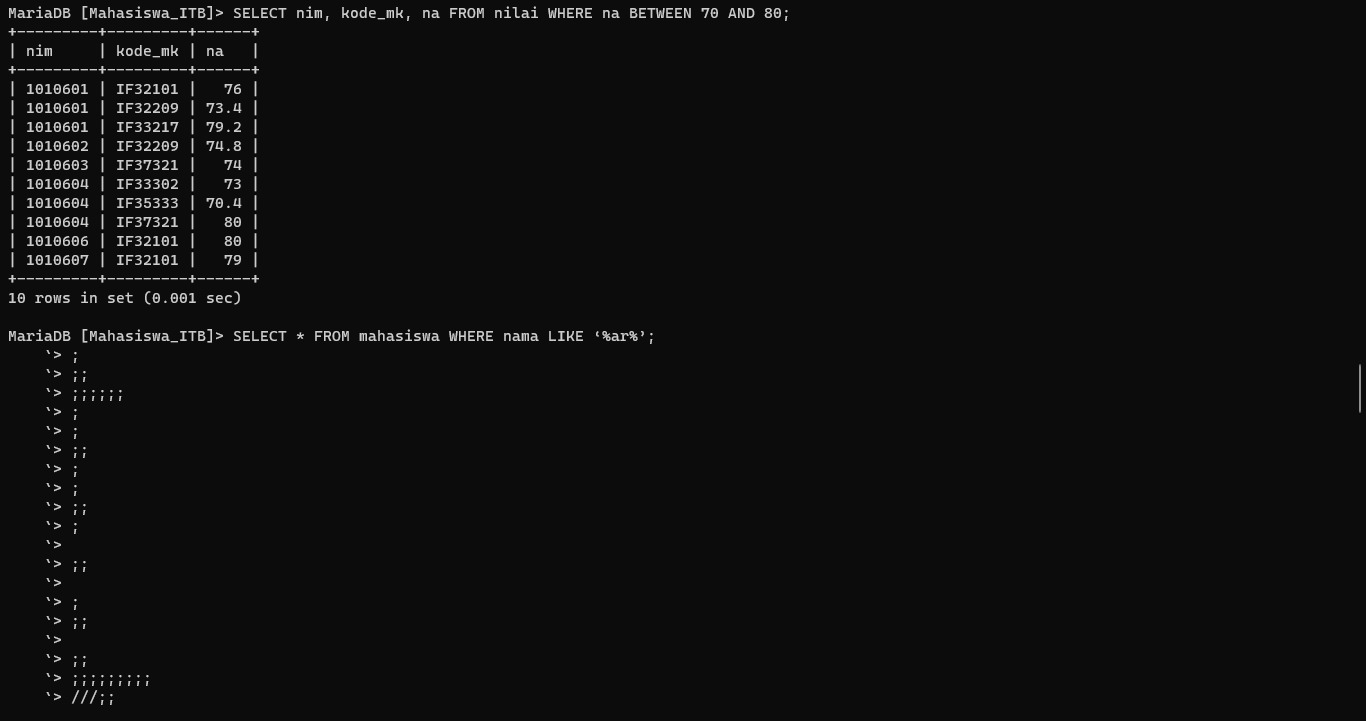 MariaDB [Mahasiswa_ITB]> SELECT nim, kode_mk, na FROM nilai WHERE na BETWEEN 70 AND 80;
+---------+---------+------+
| nim     | kode_mk | na   |
+---------+---------+------+
| 1010601 | IF32101 |   76 |
| 1010601 | IF32209 | 73.4 |
| 1010601 | IF33217 | 79.2 |
| 1010602 | IF32209 | 74.8 |
| 1010603 | IF37321 |   74 |
| 1010604 | IF33302 |   73 |
| 1010604 | IF35333 | 70.4 |
| 1010604 | IF37321 |   80 |
| 1010606 | IF32101 |   80 |
| 1010607 | IF32101 |   79 |
+---------+---------+------+
10 rows in set (0.001 sec)

MariaDB [Mahasiswa_ITB]> SELECT * FROM mahasiswa WHERE nama LIKE ‘%ar%’;
    `> ;
    `> ;;
    `> ;;;;;;
    `> ;
    `> ;
    `> ;;
    `> ;
    `> ;
    `> ;;
    `> ;
    `>
    `> ;;
    `>
    `> ;
    `> ;;
    `>
    `> ;;
    `> ;;;;;;;;;
    `> ///;;